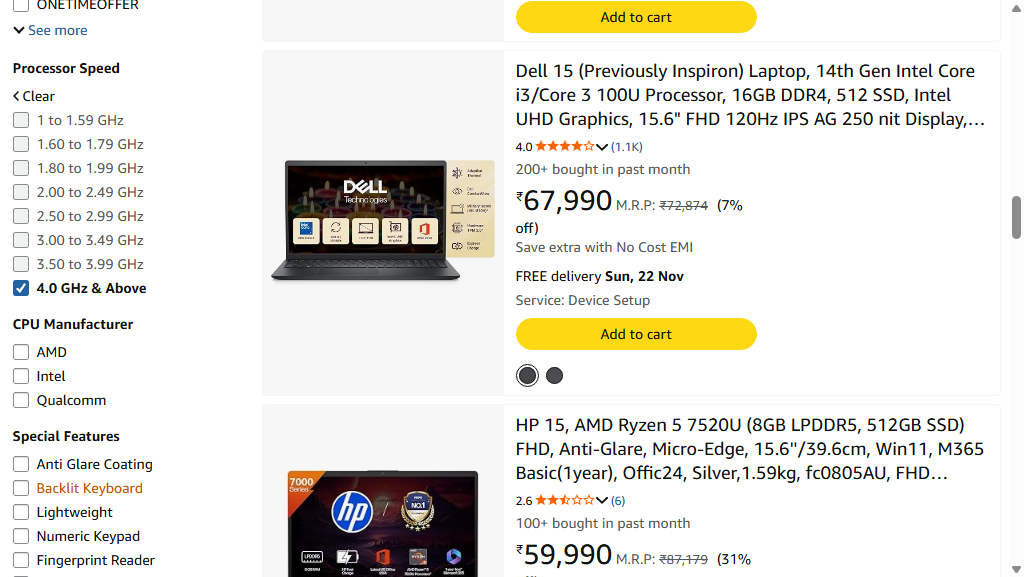 ONETIMEOFFER
See more
Processor Speed
Clear
1 to 1.59 GHz
1.60 to 1.79 GHz
1.80 to 1.99 GHz
2.00 to 2.49 GHz
2.50 to 2.99 GHz
3.00 to 3.49 GHz
3.50 to 3.99 GHz
4.0 GHz & Above
CPU Manufacturer
AMD
Intel
Qualcomm
Special Features
Anti Glare Coating
Backlit Keyboard
Lightweight
Numeric Keypad
Fingerprint Reader
Add to cart
DELL
Technologies
Dell 15 (Previously Inspiron) Laptop, 14th Gen Intel Core
i3/Core 3 100U Processor, 16GB DDR4, 512 SSD, Intel
UHD Graphics, 15.6" FHD 120Hz IPS AG 250 nit Display,…
4.0 (1.1K)
200+ bought in past month
₹67,990 M.R.P: ₹72,874 (7%
off)
Save extra with No Cost EMI
FREE delivery Sun, 22 Nov
Service: Device Setup
Add to cart
7000
Series
hp
NO.1
HP 15, AMD Ryzen 5 7520U (8GB LPDDR5, 512GB SSD)
FHD, Anti-Glare, Micro-Edge, 15.6''/39.6cm, Win11, M365
Basic(1year), Offic24, Silver,1.59kg, fc0805AU, FHD…
2.6 (6)
100+ bought in past month
₹59,990 M.R.P: ₹87,179 (31%